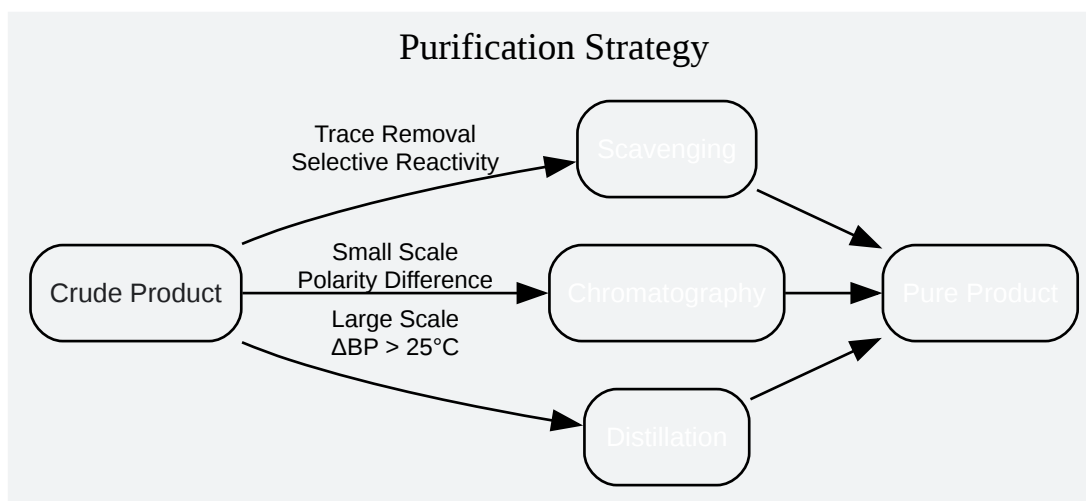 Purification Strategy
Trace Removal
Selective Reactivity
Scavenging
Small Scale
Polarity Difference
Crude Product
Chromatography
Pure Product
Large Scale
ΔBP > 25°C
Distillation